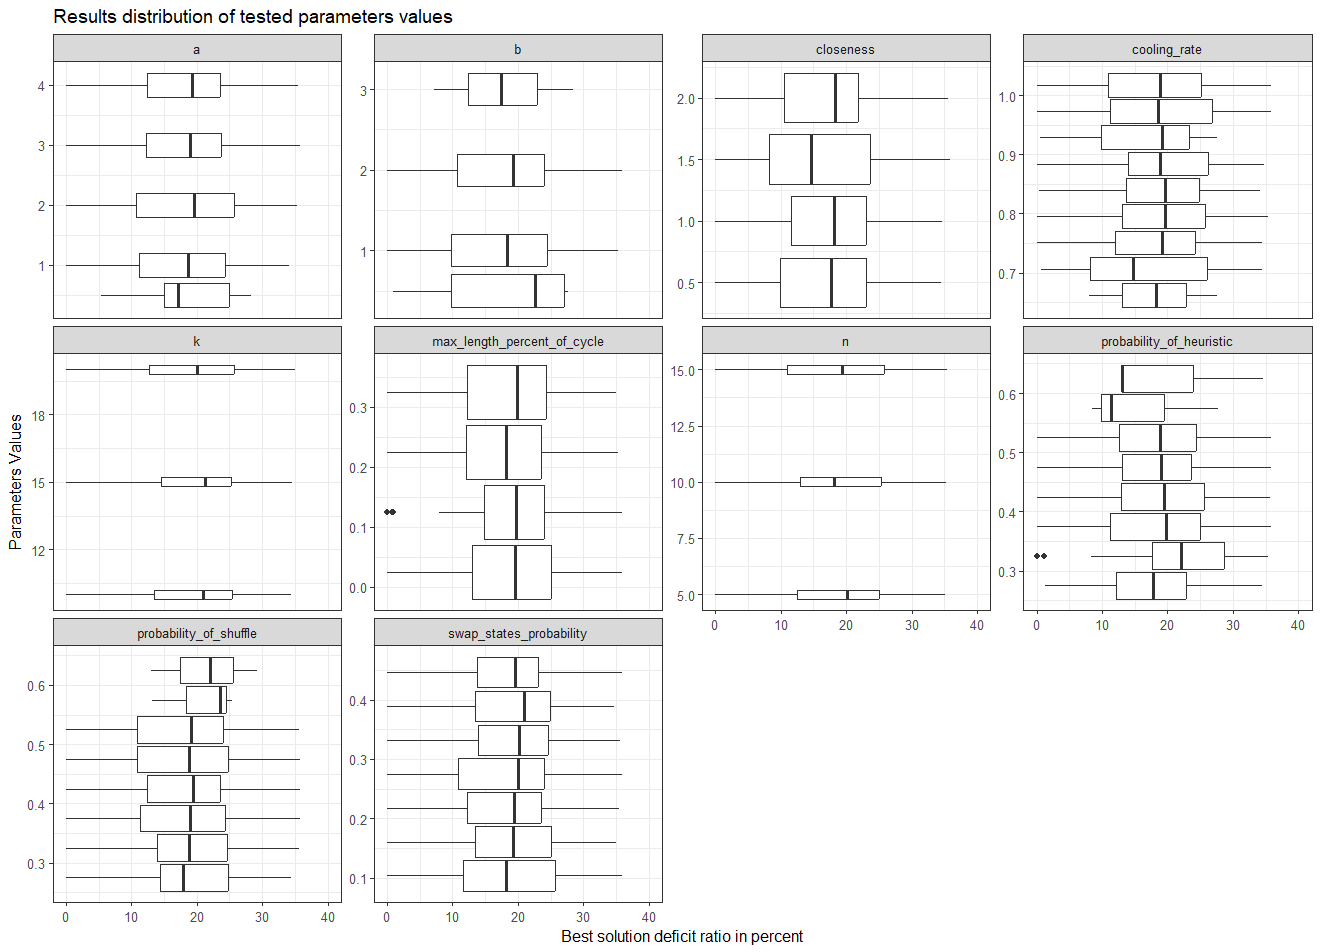 Results distribution of tested parameters values
a
b
closeness
cooling_rate
4
3
2
1
3
2
1
2.0
1.5
1.0
0.5
1.0
0.9
0.8
0.7
k
max_length_percent_of_cycle
n
probability_of_heuristic
18
15
12
0.3
0.2
0.1
0.0
15.0
12.5
10.0
7.5
5.0
0.6
0.5
0.4
0.3
0 10 20 30 40
0 10 20 30 40
probability_of_shuffle
swap_states_probability
0.6
0.5
0.4
0.3
0.4
0.3
0.2
0.1
0 10 20 30 40
0 10 20 30 40
Parameters Values
Best solution deficit ratio in percent